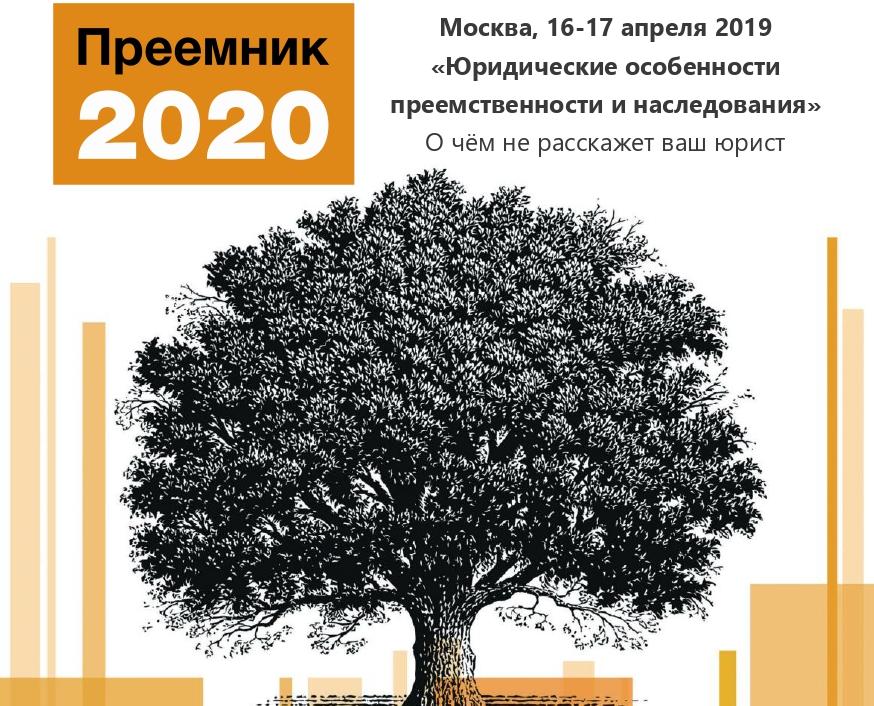 Преемник
2020
Москва, 16-17 апреля 2019
«Юридические особенности
преемственности и наследования»
О чём не расскажет ваш юрист